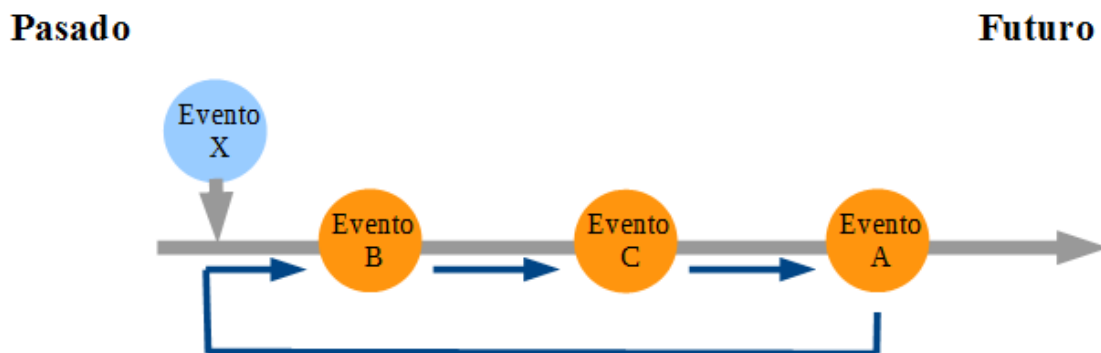 Pasado
Futuro
Evento
X
Evento
B
Evento
C
Evento
A